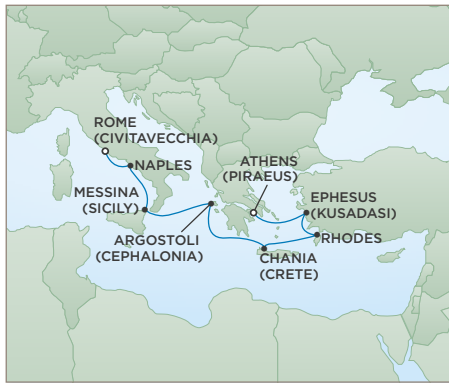 ROME
(CIVITAVECCHIA)
NAPLES
ATHENS
(PIRAEUS)
MESSINA
(SICILY)
EPHESUS
(KUSADASI)
ARGOSTOLI
(CEPHALONIA)
RHODES
CHANIA
(CRETE)